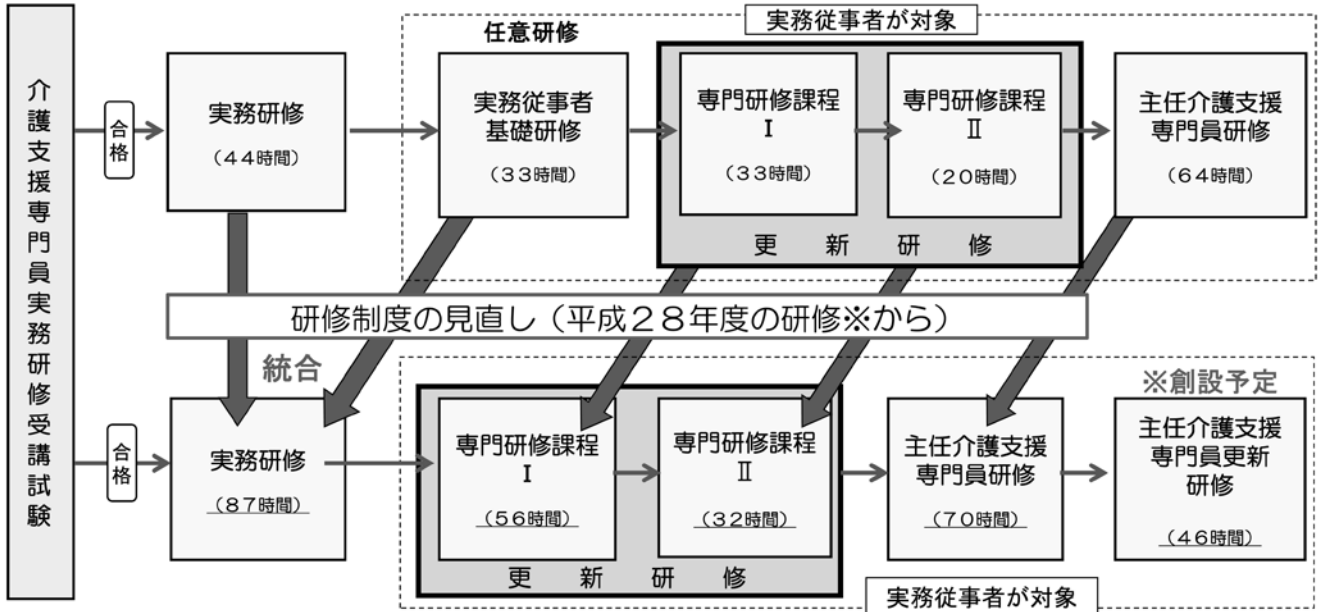 介護支援専門員実務研修受講試験
合格
実務研修
（４４時間）
任意研修
実務従事者
基礎研修
（３３時間）
実務従事者が対象
専門研修課程
Ⅰ
（３３時間）
専門研修課程
Ⅱ
（２０時間）
更新研修
主任介護支援
専門員研修
（６４時間）
研修制度の見直し（平成２８年度の研修※から）
統合
合格
実務研修
（８７時間）
専門研修課程
Ⅰ
（５６時間）
専門研修課程
Ⅱ
（３２時間）
更新研修
主任介護支援
専門員研修
（７０時間）
※創設予定
主任介護支援
専門員更新
研修
（４６時間）
実務従事者が対象